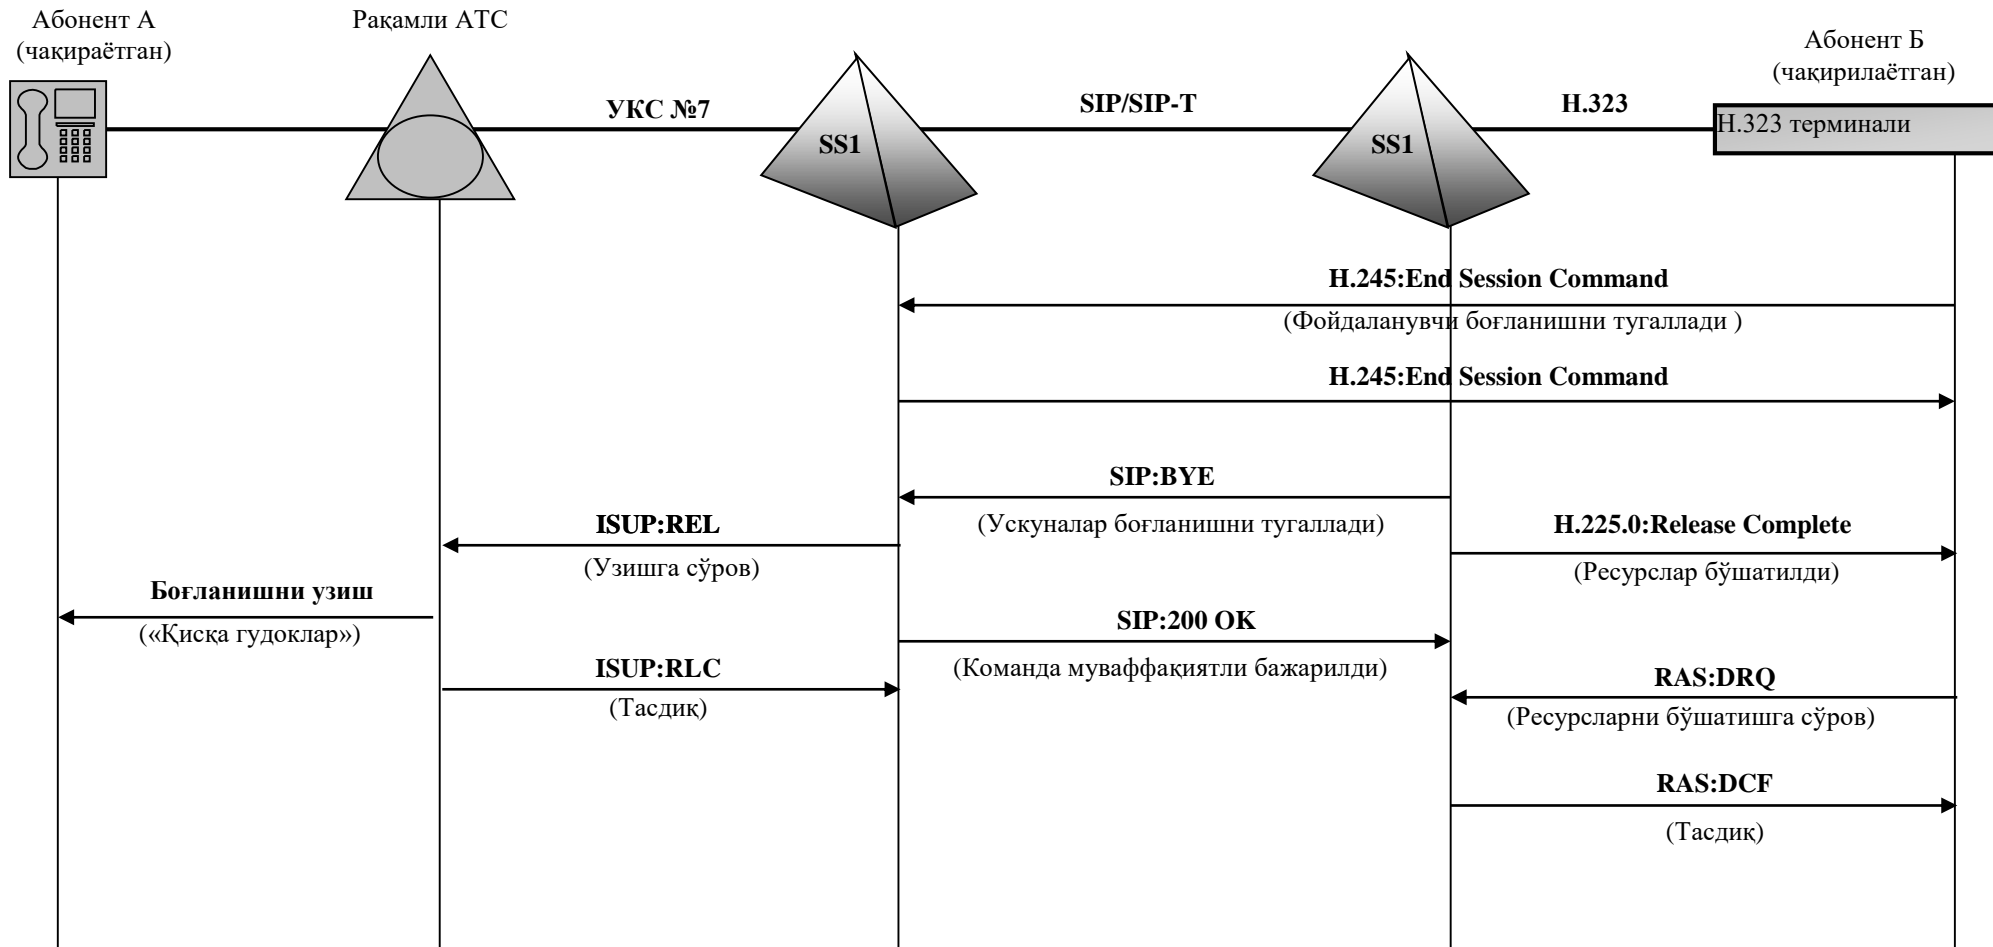 Абонент А
(чақираётган)
Рақамли АТС
Абонент Б
(чақирилаётган)
УКС №7
SIP/SIP-T
H.323
SS1
SS1
H.323 терминали
H.245:End Session Command
(Фойдаланувчи боғланишни тугаллади )
H.245:End Session Command
SIP:BYE
(Ускуналар боғланишни тугаллади)
ISUP:REL
(Узишга сўров)
H.225.0:Release Complete
(Ресурслар бўшатилди)
Боғланишни узиш
(«Қисқа гудоклар»)
SIP:200 OK
(Команда муваффақиятли бажарилди)
ISUP:RLC
(Тасдиқ)
RAS:DRQ
(Ресурсларни бўшатишга сўров)
RAS:DCF
(Тасдиқ)